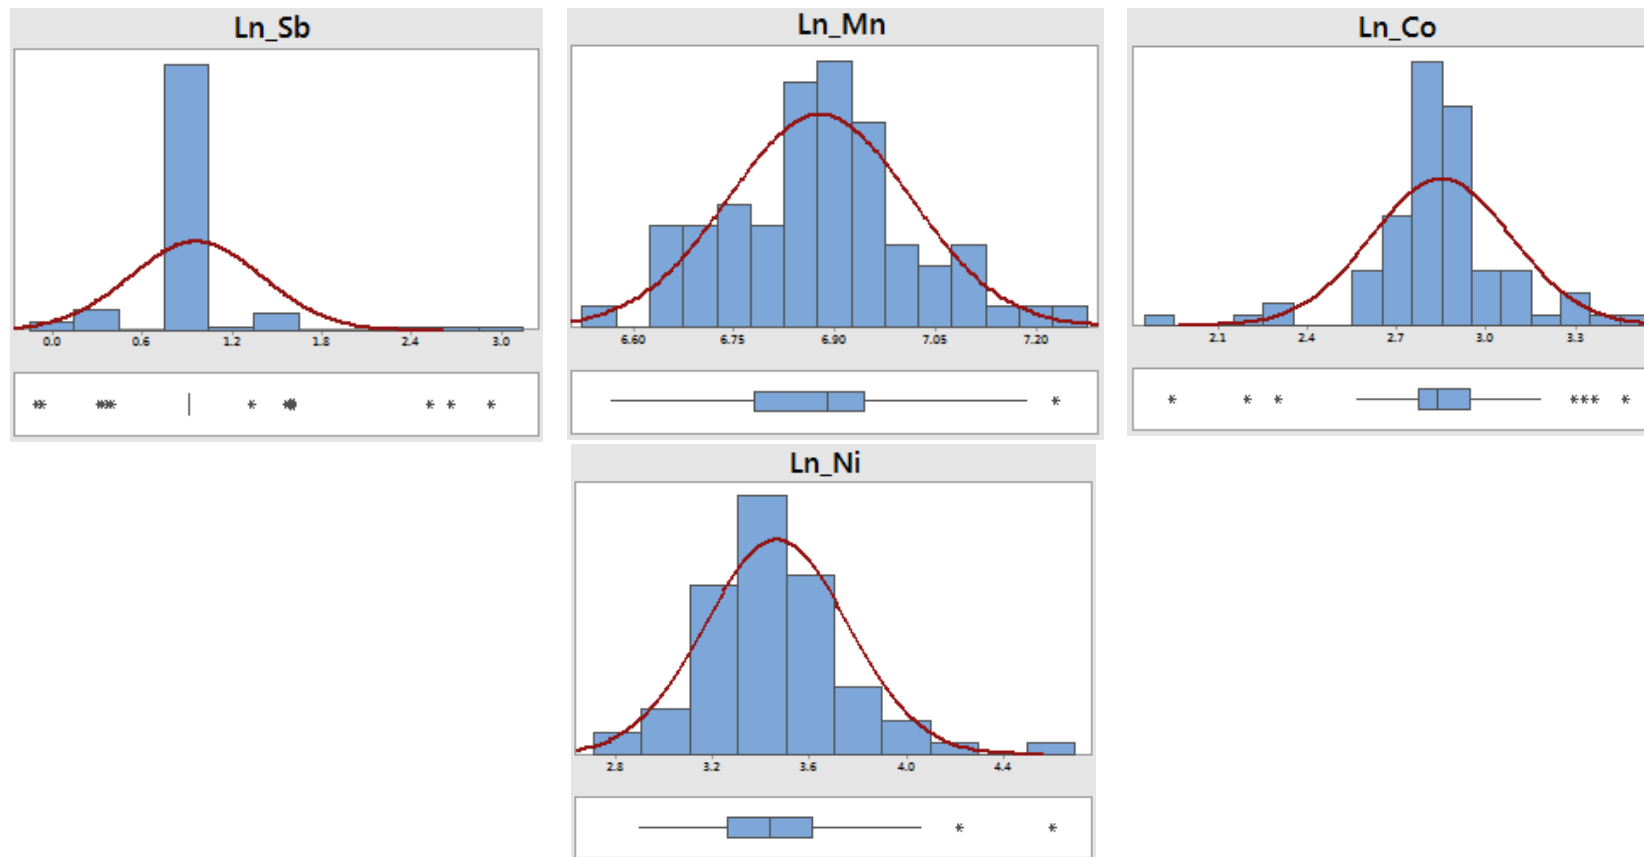 Ln_Sb
0.0 0.6 1.2 1.8 2.4 3.0
Ln_Mn
6.60 6.75 6.90 7.05 7.20
Ln_Co
2.1 2.4 2.7 3.0 3.3
Ln_Ni
2.8 3.2 3.6 4.0 4.4